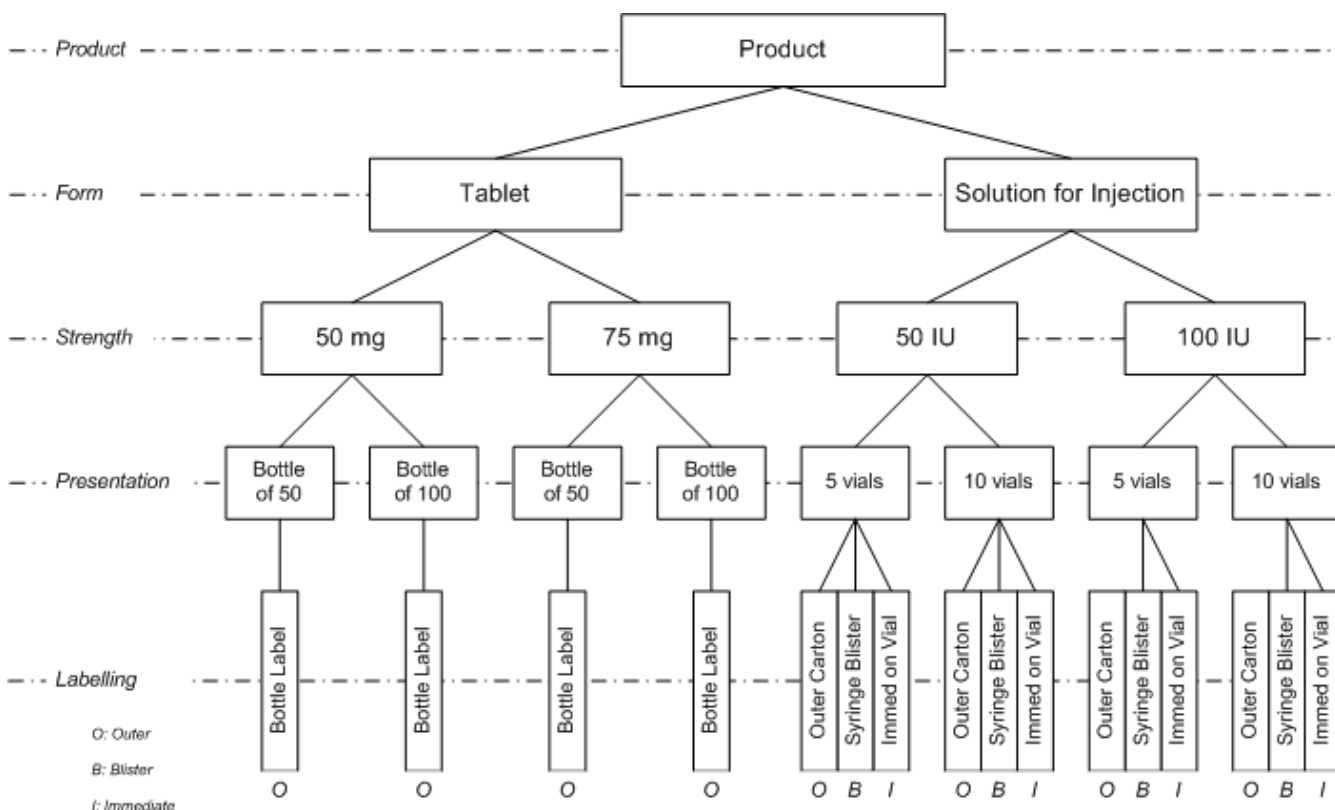 Product
Product
Form
Tablet
Solution for Injection
Strength
50 mg
75 mg
50 IU
100 IU
Presentation
Bottle
of 50
Bottle
of 100
Bottle
of 50
Bottle
of 100
5 vials
10 vials
5 vials
10 vials
Labelling
Bottle Label
Bottle Label
Bottle Label
Bottle Label
Outer Carton
Syringe Blister
Immed on Vial
Outer Carton
Syringe Blister
Immed on Vial
Outer Carton
Syringe Blister
Immed on Vial
Outer Carton
Syringe Blister
Immed on Vial
O: Outer
B: Blister
I: Immediate
O
O
O
O
O B I
O B I
O B I
O B I